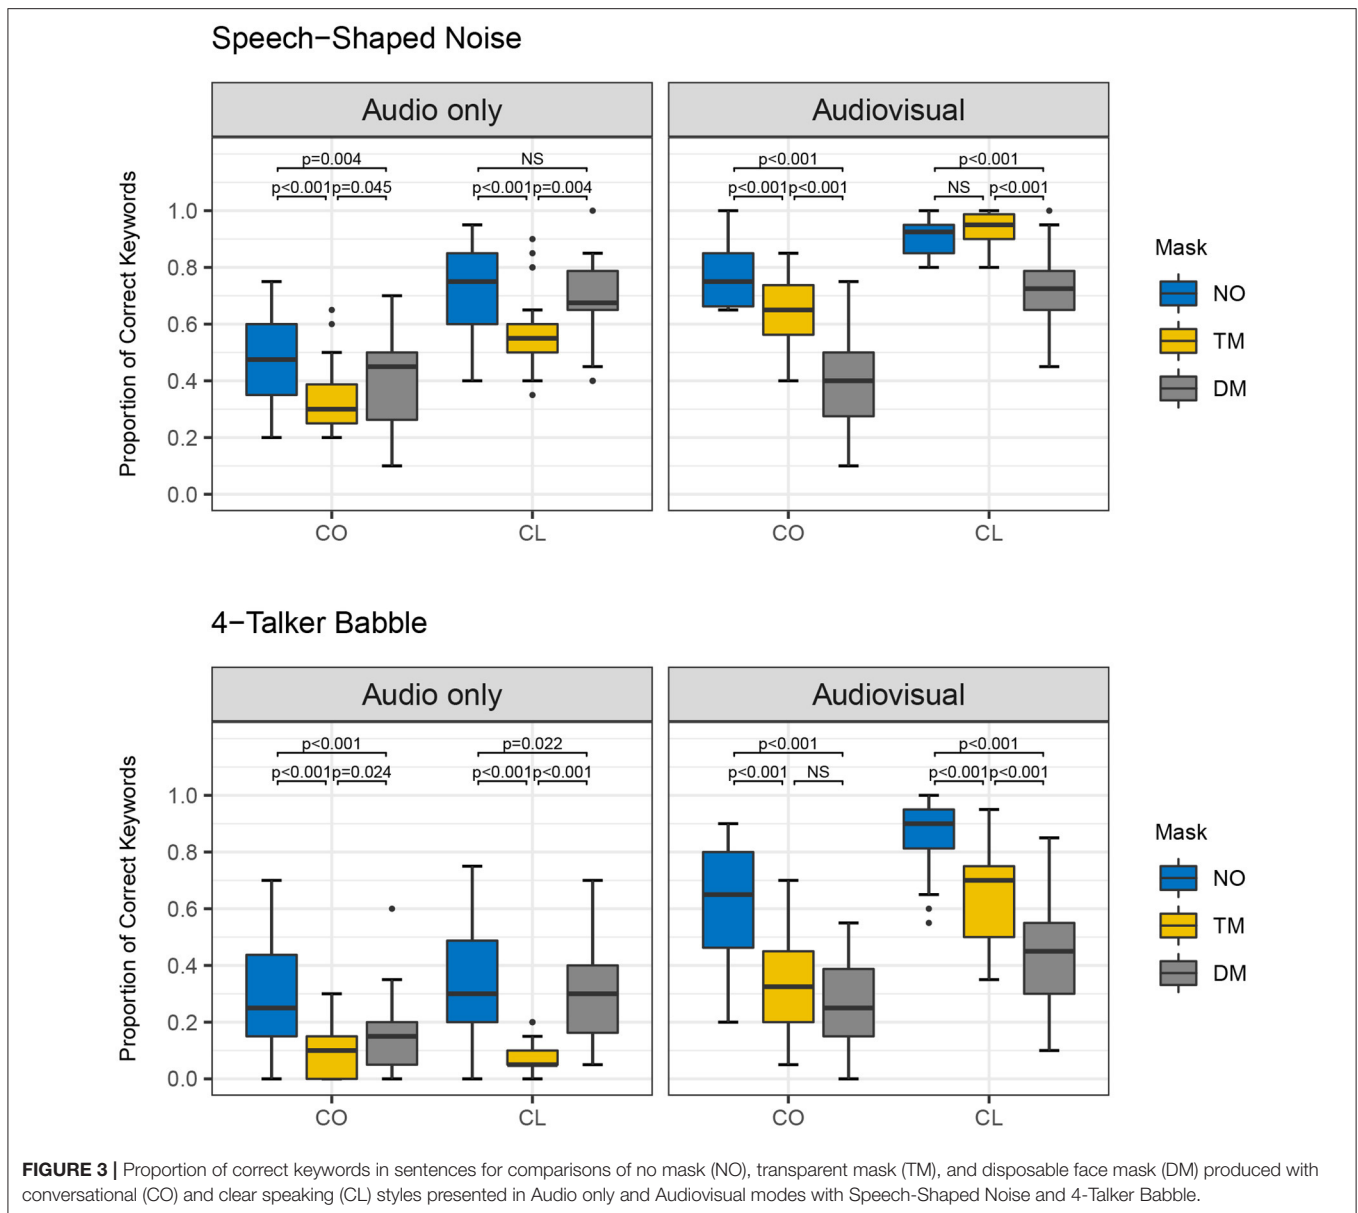 Speech-Shaped Noise
Audio only
Audiovisual
Proportion of Correct Keywords
1.0
0.8
0.6
0.4
0.2
0.0
p=0.004
NS
p<0.001 p=0.045
p<0.001 p=0.004
p<0.001
p<0.001
p<0.001 p<0.001
NS
p<0.001
CO
CL
CO
CL
Mask
NO
TM
DM
4-Talker Babble
Audio only
Audiovisual
Proportion of Correct Keywords
1.0
0.8
0.6
0.4
0.2
0.0
p<0.001
p=0.022
p<0.001 p=0.024
p<0.001 p<0.001
p<0.001
p<0.001
p<0.001
NS
p<0.001 p<0.001
CO
CL
CO
CL
Mask
NO
TM
DM
FIGURE 3 | Proportion of correct keywords in sentences for comparisons of no mask (NO), transparent mask (TM), and disposable face mask (DM) produced with
conversational (CO) and clear speaking (CL) styles presented in Audio only and Audiovisual modes with Speech-Shaped Noise and 4-Talker Babble.